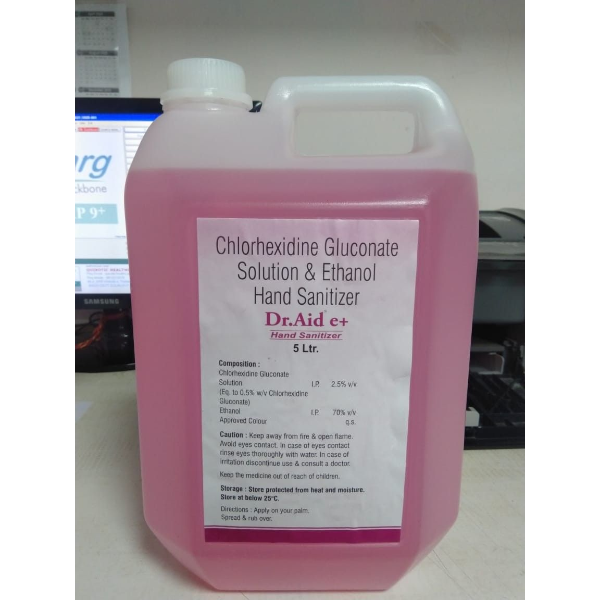 Chlorhexidine Gluconate
Solution & Ethanol
Hand Sanitizer
Dr.Aid e+
Hand Sanitizer
5 Ltr.
Composition :
Chlorhexidine Gluconate
Solution I.P. 2.5% v/v
(Eq. to 0.5% w/v Chlorhexidine
Gluconate)
Ethanol I.P. 70% v/v
Approved Colour q.s.
Caution : Keep away from fire & open flame.
Avoid eyes contact. In case of eyes contact
rinse eyes thoroughly with water. In case of
irritation discontinue use & consult a doctor.
Keep the medicine out of reach of children.
Storage : Store protected from heat and moisture.
Store at below 25°C.
Directions : Apply on your palm.
Spread & rub over.
rg
kbone
P 9+
SAMSUNG